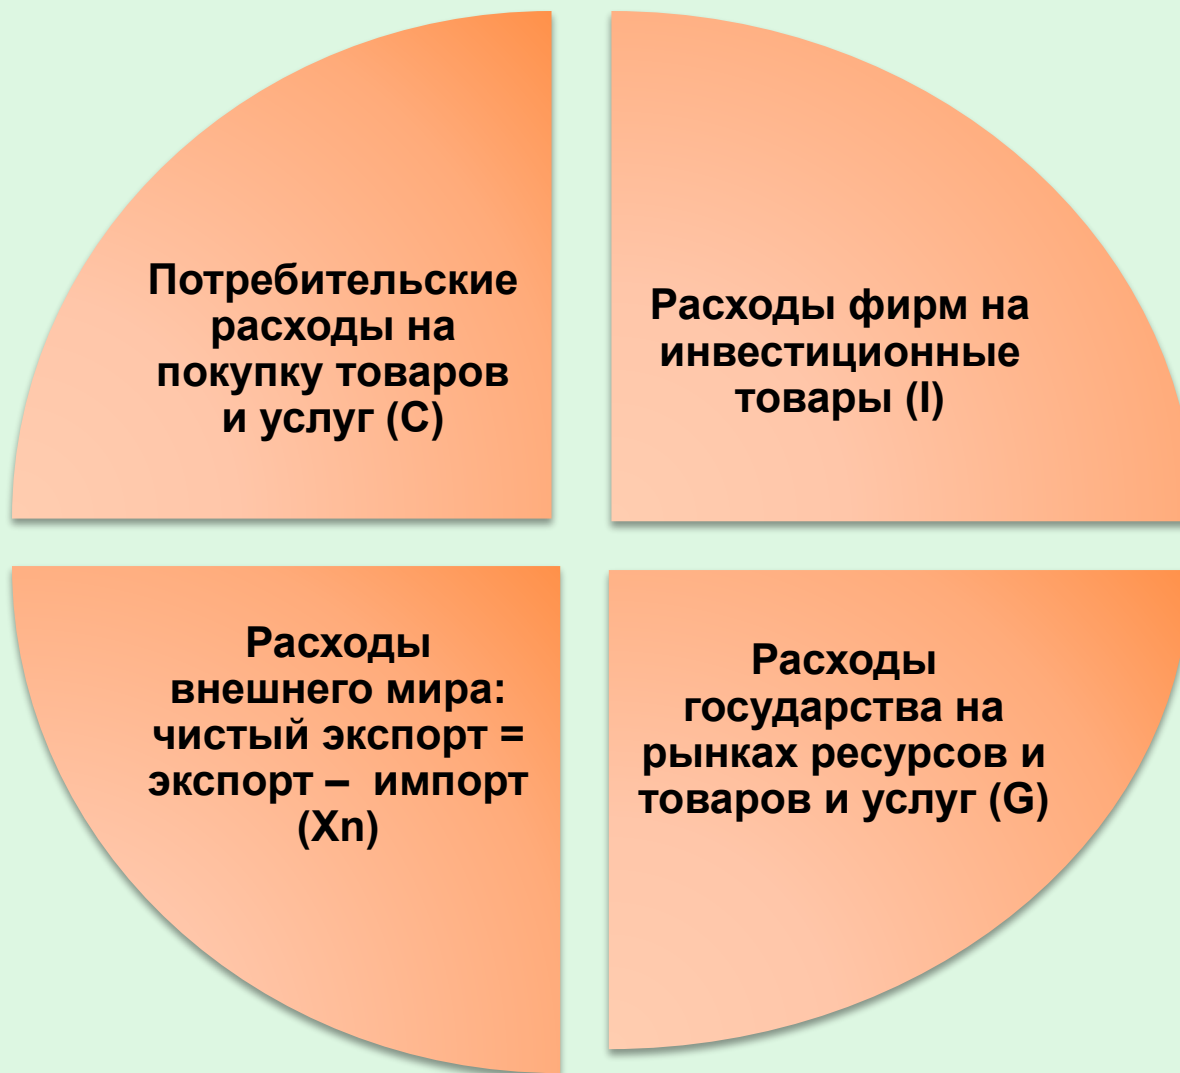 Потребительские
расходы на
покупку товаров
и услуг (C)
Расходы фирм на
инвестиционные
товары (I)
Расходы
внешнего мира:
чистый экспорт =
экспорт – импорт
(Xn)
Расходы
государства на
рынках ресурсов и
товаров и услуг (G)